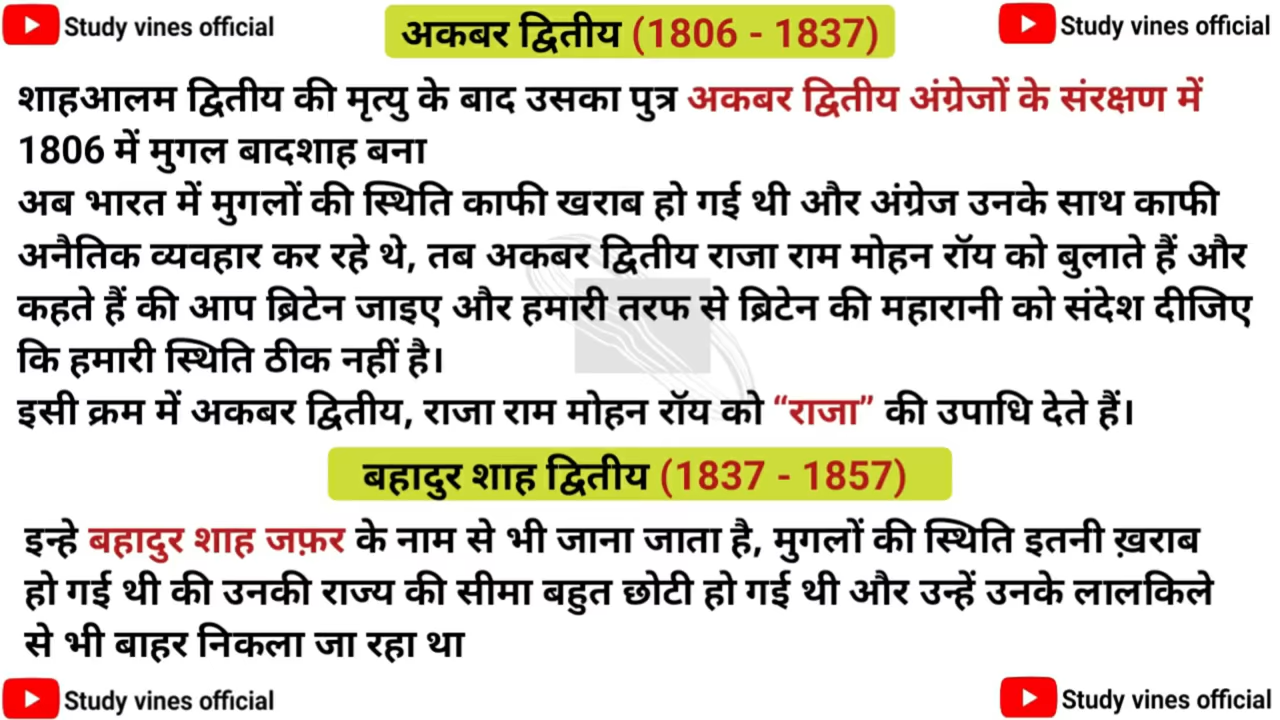 Study vines official
अकबर द्वितीय (1806 - 1837)
Study vines official
शाहआलम द्वितीय की मृत्यु के बाद उसका पुत्र अकबर द्वितीय अंग्रेजों के संरक्षण में
1806 में मुगल बादशाह बना
अब भारत में मुगलों की स्थिति काफी खराब हो गई थी और अंग्रेज उनके साथ काफी
अनैतिक व्यवहार कर रहे थे, तब अकबर द्वितीय राजा राम मोहन रॉय को बुलाते हैं और
कहते हैं की आप ब्रिटेन जाइए और हमारी तरफ से ब्रिटेन की महारानी को संदेश दीजिए
कि हमारी स्थिति ठीक नहीं है।
इसी क्रम में अकबर द्वितीय, राजा राम मोहन रॉय को “राजा” की उपाधि देते हैं।
बहादुर शाह द्वितीय (1837 - 1857)
इन्हे बहादुर शाह जफ़र के नाम से भी जाना जाता है, मुगलों की स्थिति इतनी ख़राब
हो गई थी की उनकी राज्य की सीमा बहुत छोटी हो गई थी और उन्हें उनके लालकिले
से भी बाहर निकला जा रहा था
Study vines official
Study vines official